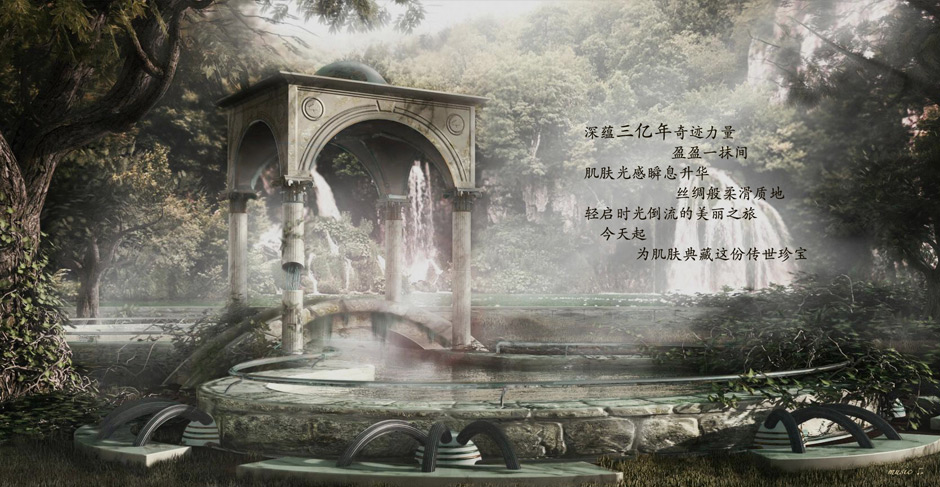 深蕴三亿年奇迹力量
盈盈一抹间
肌肤光感瞬息升华
丝绸般柔滑质地
轻启时光倒流的美丽之旅
今天起
为肌肤典藏这份传世珍宝
music ♫